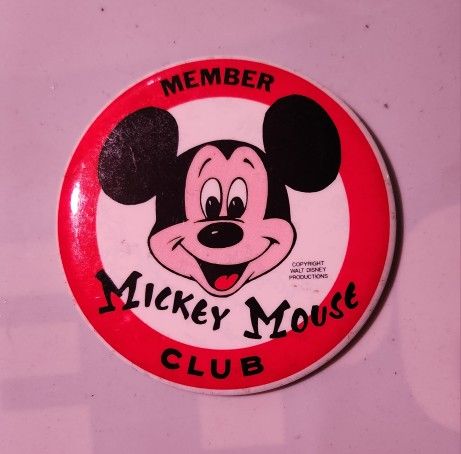 MEMBER
COPYRIGHT
WALT DISNEY
PRODUCTIONS
MICKEY MOUSE
CLUB